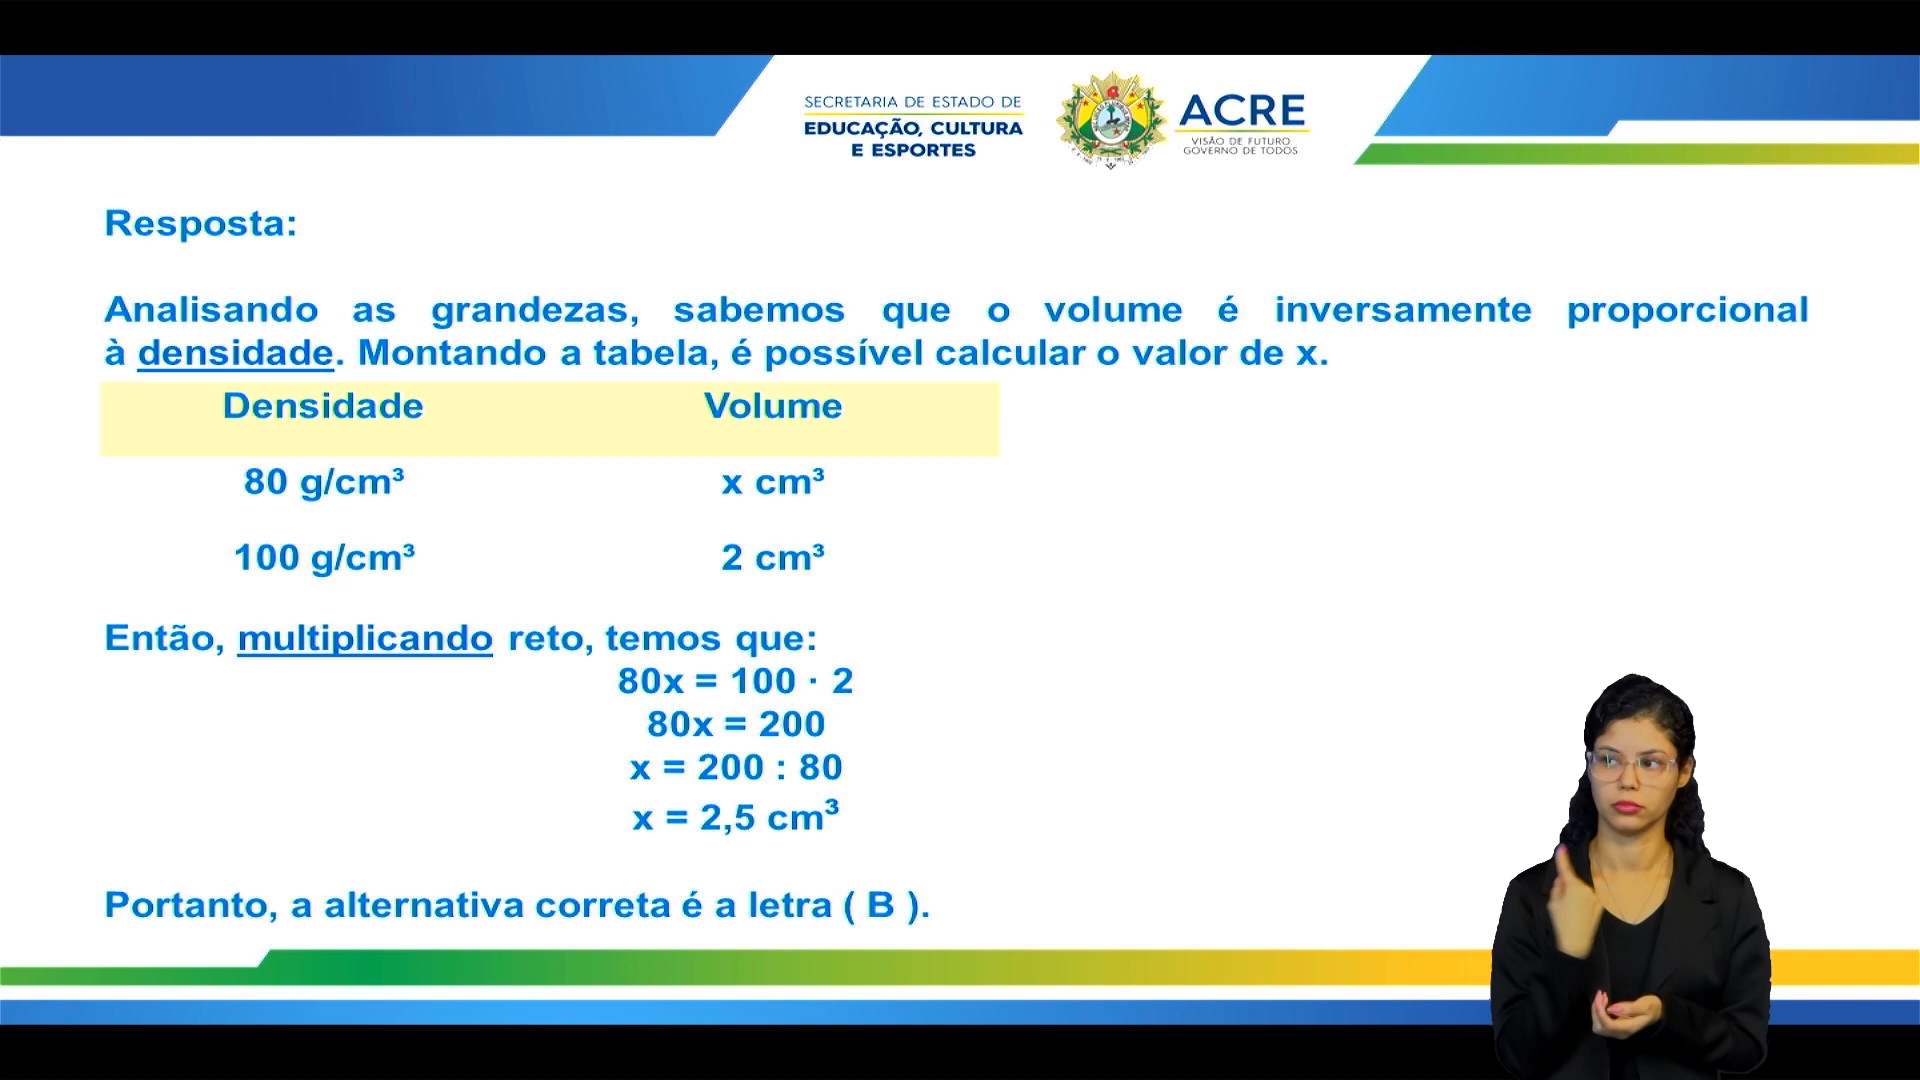 SECRETARIA DE ESTADO DE
EDUCAÇÃO, CULTURA
E ESPORTES
ACRE
VISÃO DE FUTURO
GOVERNO DE TODOS
Resposta:
Analisando as grandezas, sabemos que o volume é inversamente proporcional
à densidade. Montando a tabela, é possível calcular o valor de x.
Densidade Volume
80 g/cm³ x cm³
100 g/cm³ 2 cm³
Então, multiplicando reto, temos que:
80x = 100 · 2
80x = 200
x = 200 : 80
x = 2,5 cm³
Portanto, a alternativa correta é a letra ( B ).